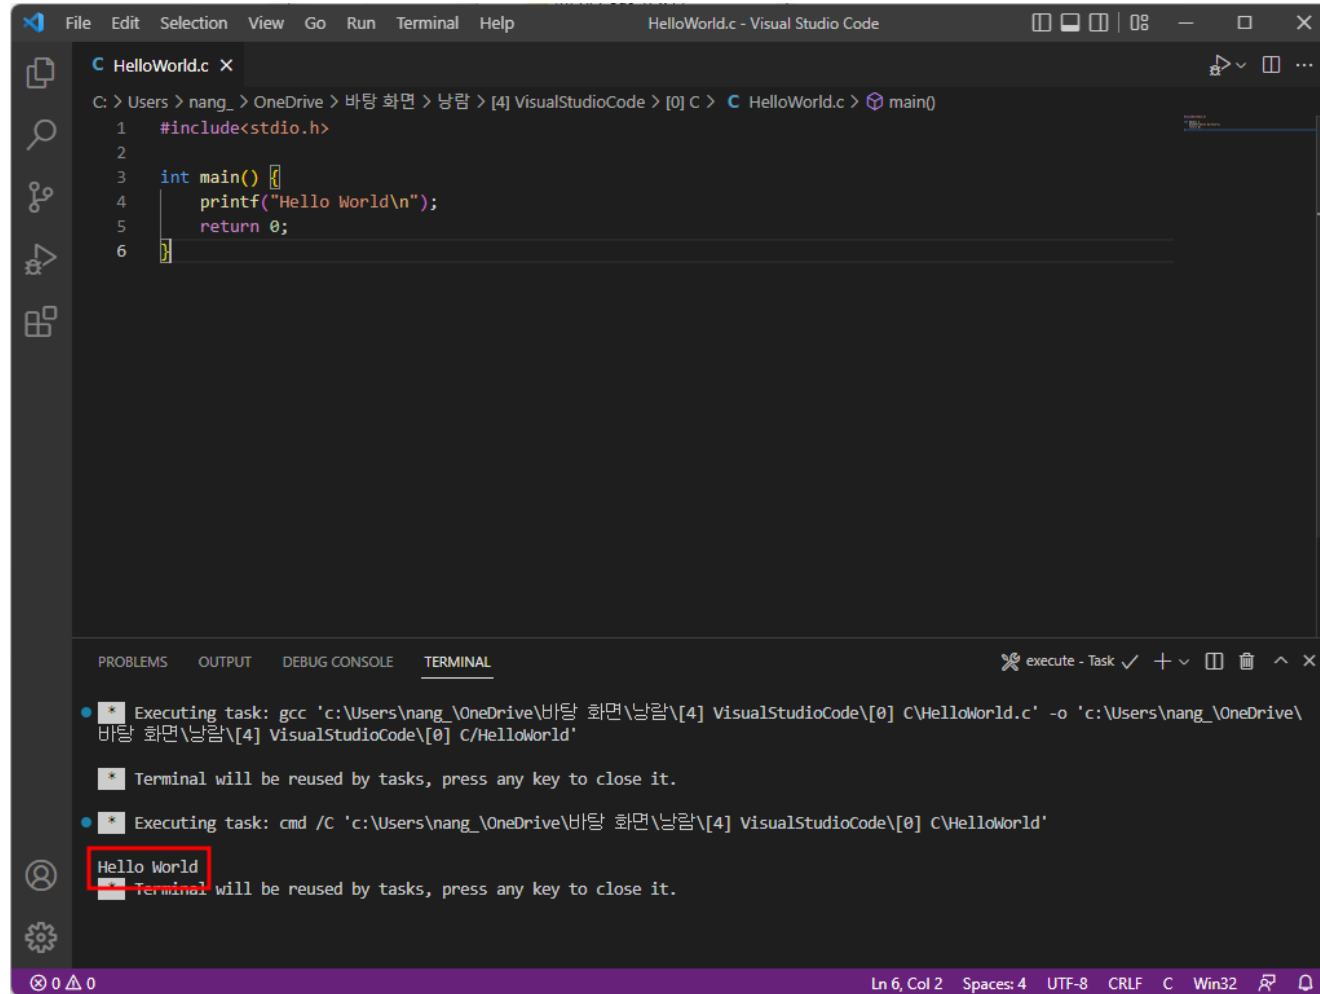 File Edit Selection View Go Run Terminal Help HelloWorld.c - Visual Studio Code
C HelloWorld.c
C: > Users > nang_ > OneDrive > 바탕 화면 > 낭람 > [4] VisualStudioCode > [0] C > C HelloWorld.c > main()
1 #include<stdio.h>
2
3 int main() {
4 printf("Hello World\n");
5 return 0;
6 }
PROBLEMS OUTPUT DEBUG CONSOLE TERMINAL execute - Task
* Executing task: gcc 'c:\Users\nang_\OneDrive\바탕 화면\낭람\[4] VisualStudioCode\[0] C\HelloWorld.c' -o 'c:\Users\nang_\OneDrive\
바탕 화면\낭람\[4] VisualStudioCode\[0] C/HelloWorld'
* Terminal will be reused by tasks, press any key to close it.
* Executing task: cmd /C 'c:\Users\nang_\OneDrive\바탕 화면\낭람\[4] VisualStudioCode\[0] C\HelloWorld'
Hello World
* Terminal will be reused by tasks, press any key to close it.
0 0 Ln 6, Col 2 Spaces: 4 UTF-8 CRLF C Win32